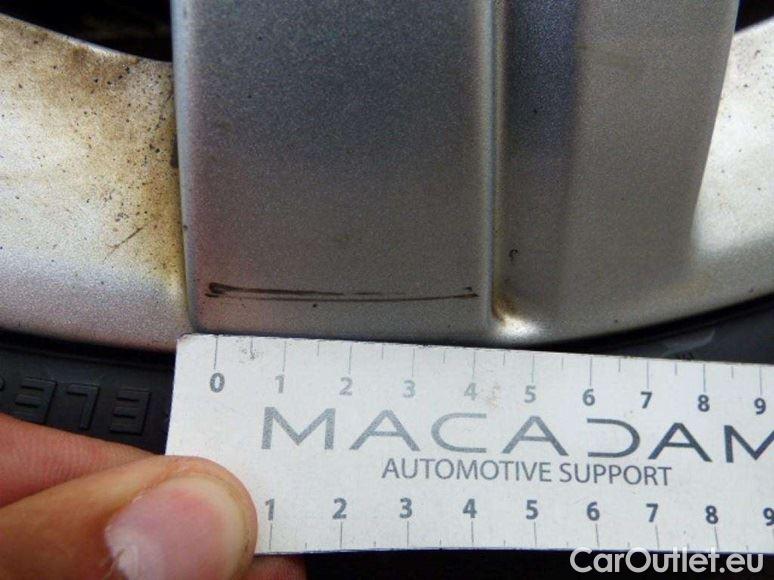 0 1 2 3 4 5 6 7 8 9
MACADAM
AUTOMOTIVE SUPPORT
1 2 3 4 5 6 7 8 9
CarOutlet.eu